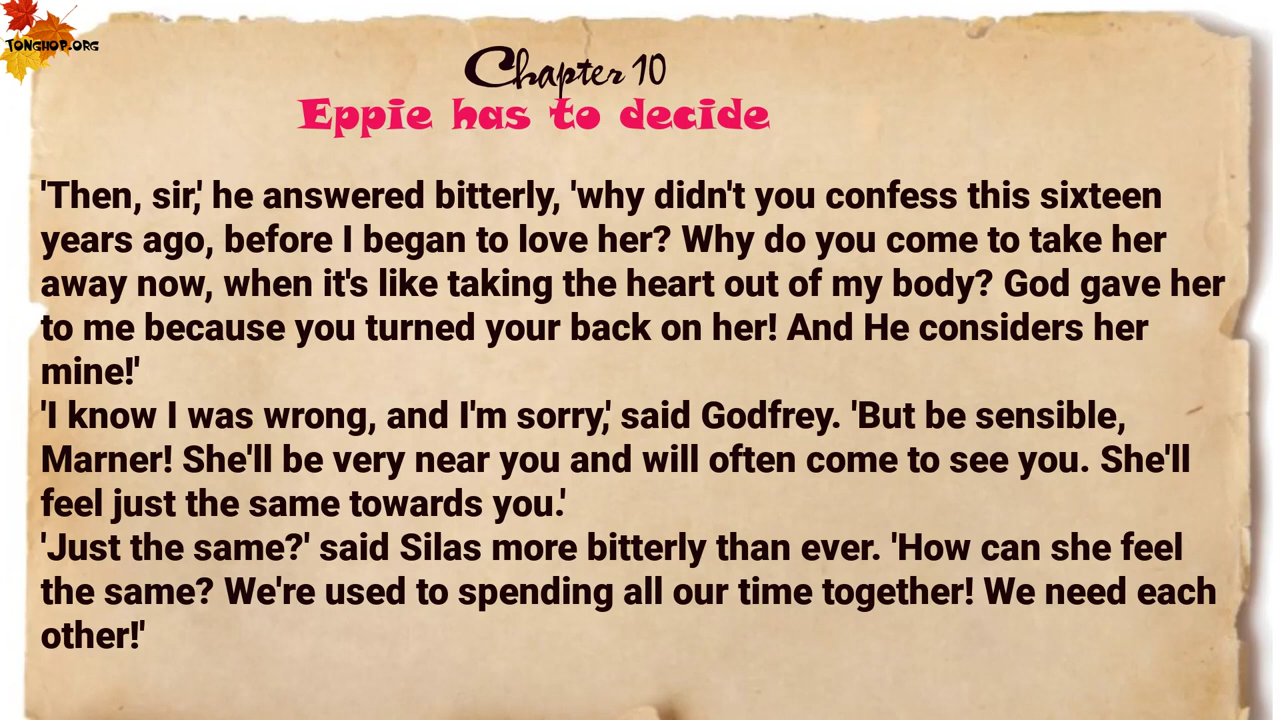 TONGHOP.ORG
Chapter 10
Eppie has to decide
'Then, sir,' he answered bitterly, 'why didn't you confess this sixteen
years ago, before I began to love her? Why do you come to take her
away now, when it's like taking the heart out of my body? God gave her
to me because you turned your back on her! And He considers her
mine!'
'I know I was wrong, and I'm sorry,' said Godfrey. 'But be sensible,
Marner! She'll be very near you and will often come to see you. She'll
feel just the same towards you.'
'Just the same?' said Silas more bitterly than ever. 'How can she feel
the same? We're used to spending all our time together! We need each
other!'